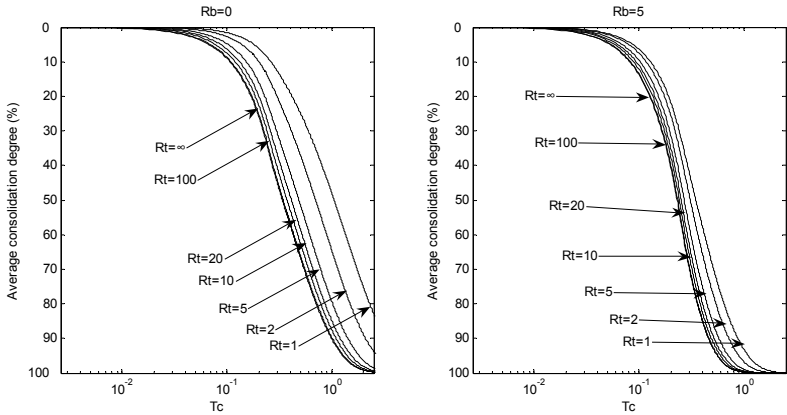 Rb=0
Average consolidation degree (%)
0
10
20
30
40
50
60
70
80
90
100
Rt=∞
Rt=100
Rt=20
Rt=10
Rt=5
Rt=2
Rt=1
10^-2
10^-1
10^0
Tc
Rb=5
Average consolidation degree (%)
0
10
20
30
40
50
60
70
80
90
100
Rt=∞
Rt=100
Rt=20
Rt=10
Rt=5
Rt=2
Rt=1
10^-2
10^-1
10^0
Tc